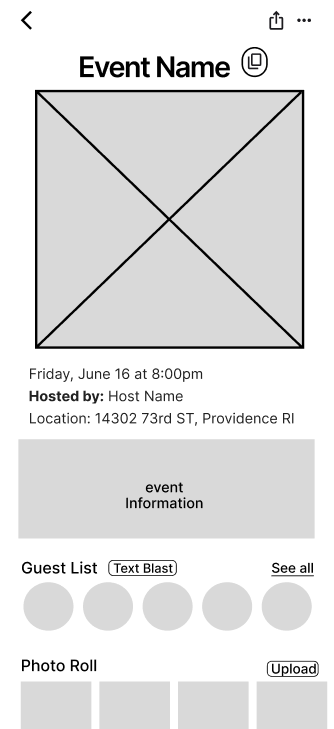 Event Name
Friday, June 16 at 8:00pm
Hosted by: Host Name
Location: 14302 73rd ST, Providence RI
event
Information
Guest List Text Blast See all
Photo Roll Upload